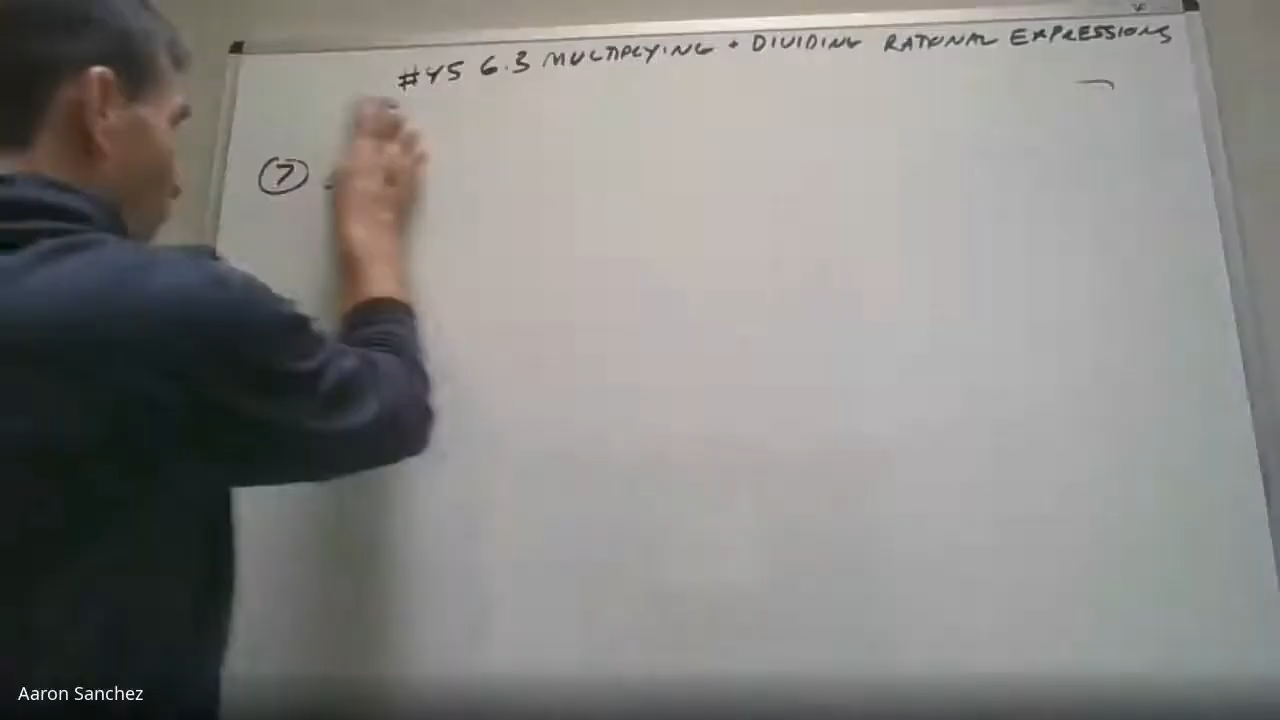 #45 6.3 MULTIPLYING + DIVIDING RATIONAL EXPRESSIONS
7
Aaron Sanchez